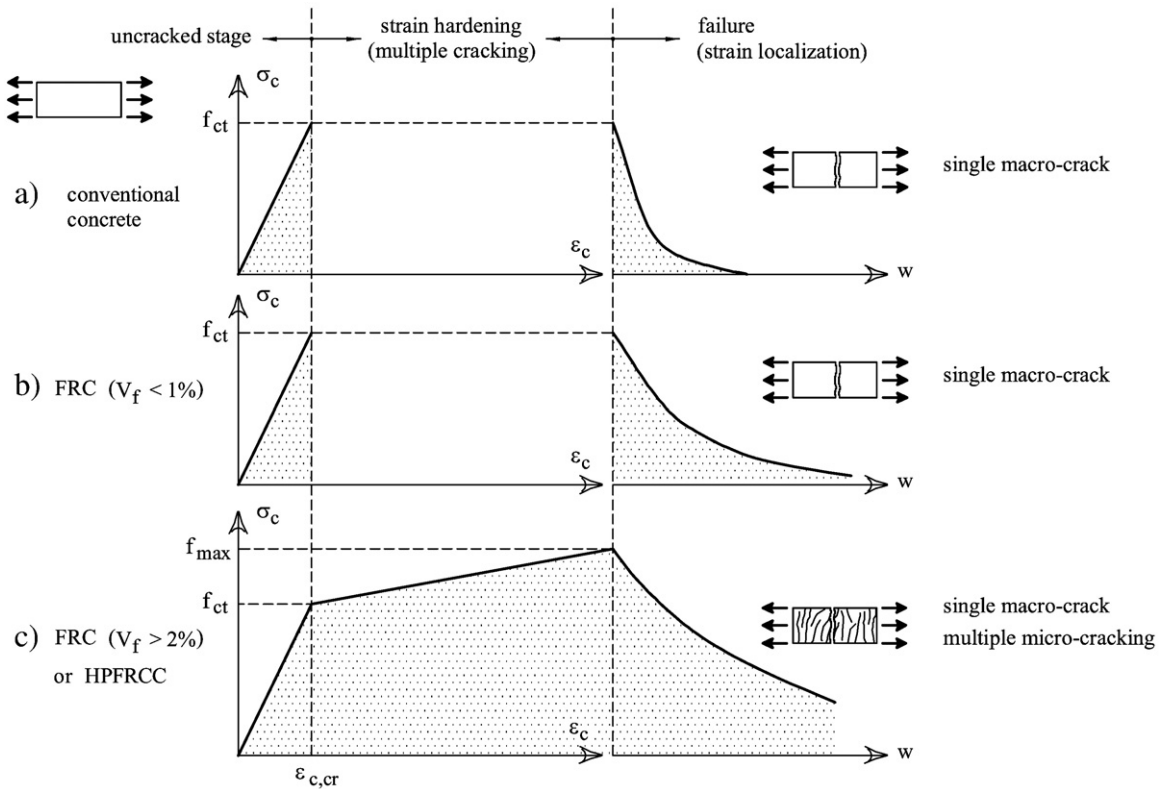 uncracked stage
strain hardening
(multiple cracking)
failure
(strain localization)
σc
fct
a) conventional
concrete
εc
w
single macro-crack
σc
fct
b) FRC (Vf < 1%)
εc
w
single macro-crack
σc
fmax
fct
c) FRC (Vf > 2%)
or HPFRCC
εc
w
single macro-crack
multiple micro-cracking
εc,cr